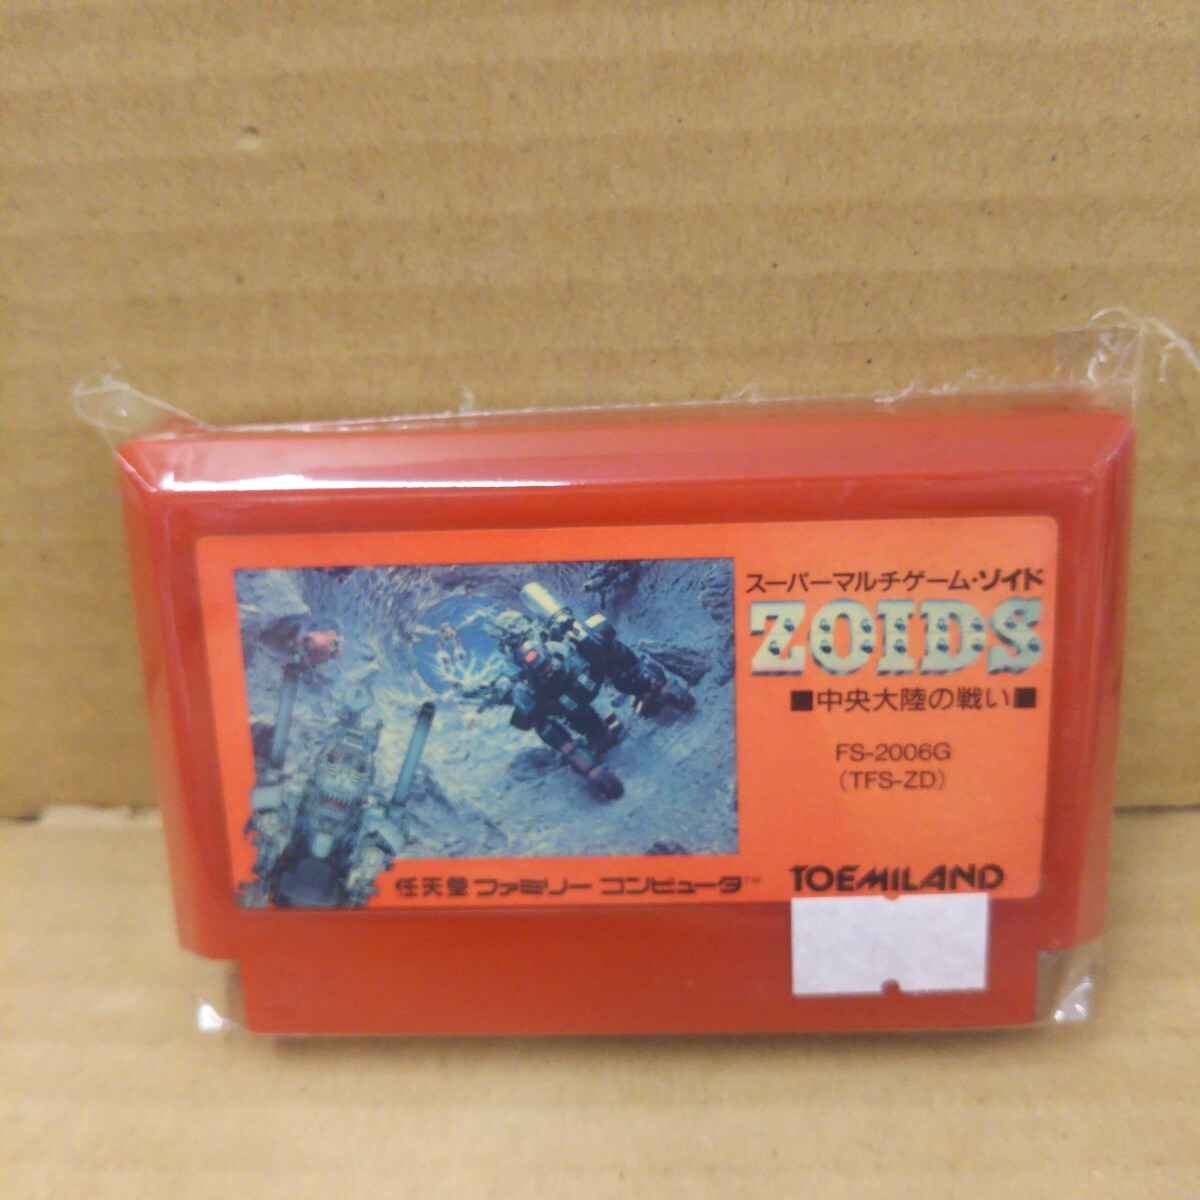 スーパーマルチゲーム・ゾイド
ZOIDS
■中央大陸の戦い■
FS-2006G
(TFS-ZD)
任天堂 ファミリー コンピュータ™
TOEMILAND